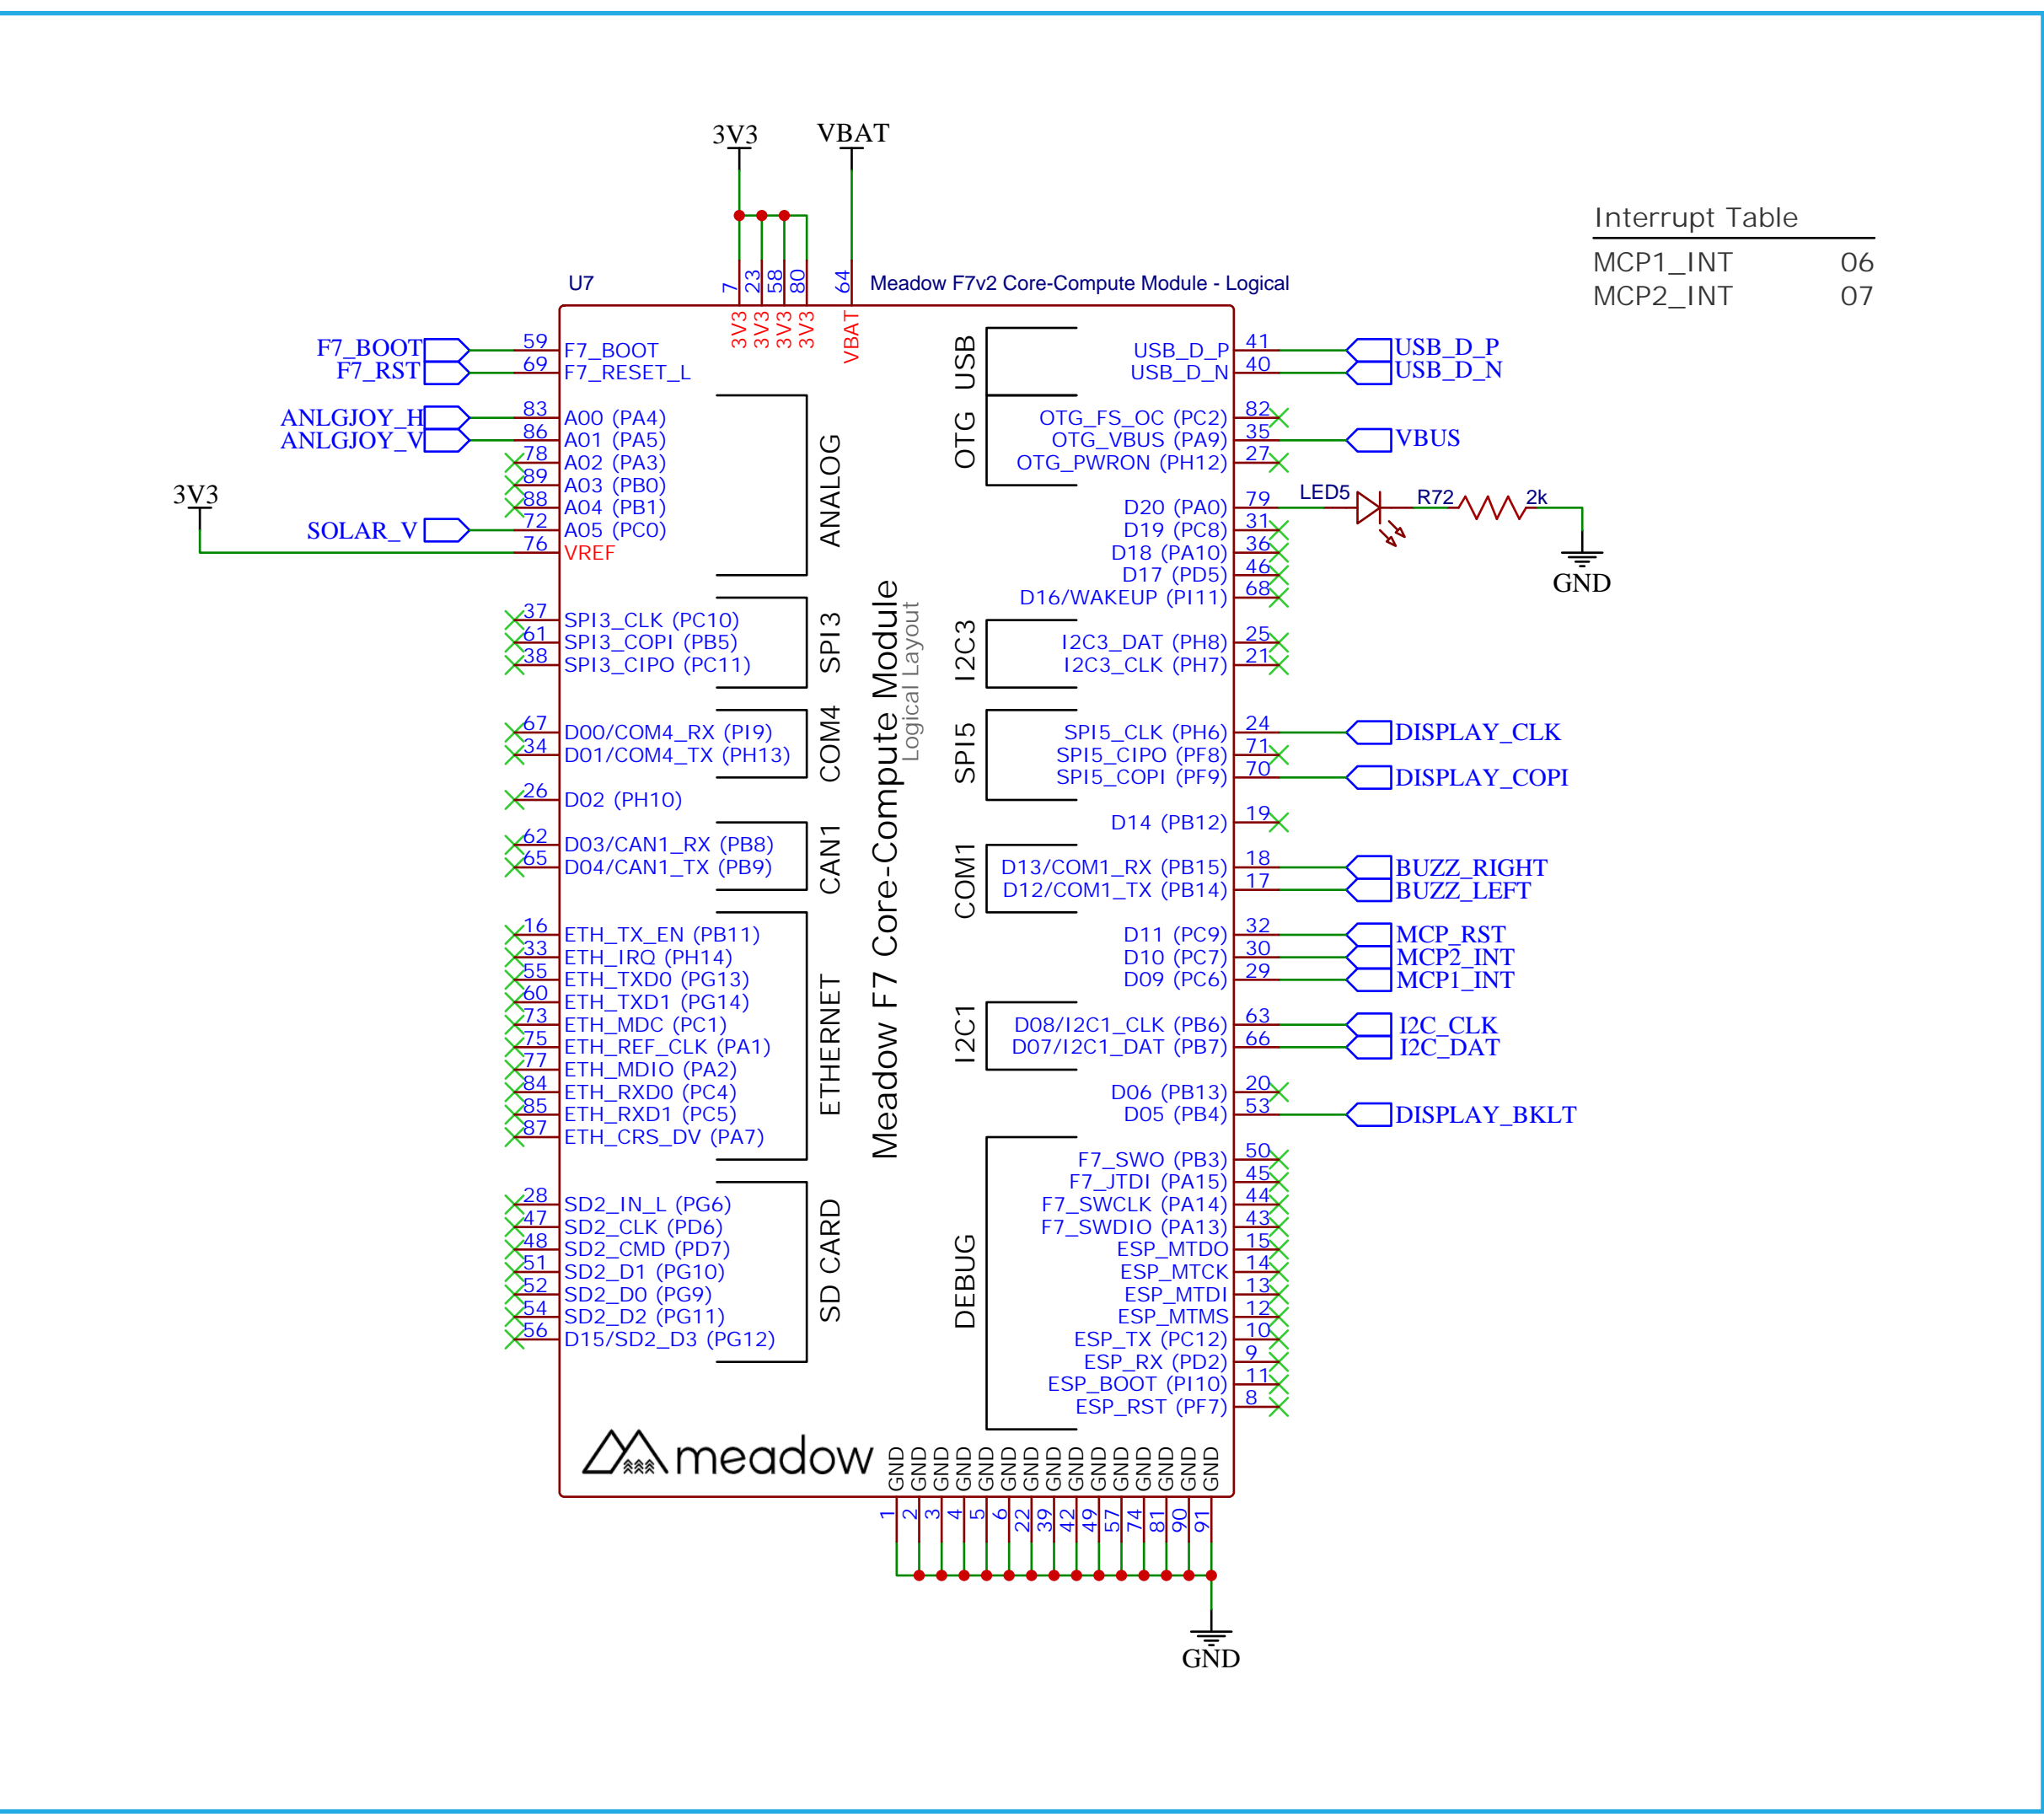 3V3 VBAT
Interrupt Table
MCP1_INT 06
MCP2_INT 07
U7 Meadow F7v2 Core-Compute Module - Logical
7 23 58 80 64
3V3 3V3 3V3 3V3 VBAT
F7_BOOT 59 F7_BOOT
F7_RST 69 F7_RESET_L
ANLGJOY_H 83 A00 (PA4)
ANLGJOY_V 86 A01 (PA5)
78 A02 (PA3)
89 A03 (PB0)
88 A04 (PB1)
SOLAR_V 72 A05 (PC0)
3V3 76 VREF
ANALOG
37 SPI3_CLK (PC10)
61 SPI3_COPI (PB5)
38 SPI3_CIPO (PC11)
SPI3
67 D00/COM4_RX (PI9)
34 D01/COM4_TX (PH13)
COM4
26 D02 (PH10)
62 D03/CAN1_RX (PB8)
65 D04/CAN1_TX (PB9)
CAN1
16 ETH_TX_EN (PB11)
33 ETH_IRQ (PH14)
55 ETH_TXD0 (PG13)
60 ETH_TXD1 (PG14)
73 ETH_MDC (PC1)
75 ETH_REF_CLK (PA1)
77 ETH_MDIO (PA2)
84 ETH_RXD0 (PC4)
85 ETH_RXD1 (PC5)
87 ETH_CRS_DV (PA7)
ETHERNET
28 SD2_IN_L (PG6)
47 SD2_CLK (PD6)
48 SD2_CMD (PD7)
51 SD2_D1 (PG10)
52 SD2_D0 (PG9)
54 SD2_D2 (PG11)
56 D15/SD2_D3 (PG12)
SD CARD
Meadow F7 Core-Compute Module
Logical Layout
USB
USB_D_P 41 USB_D_P
USB_D_N 40 USB_D_N
OTG
OTG_FS_OC (PC2) 82
OTG_VBUS (PA9) 35 VBUS
OTG_PWRON (PH12) 27
D20 (PA0) 79 LED5 R72 2k
GND
D19 (PC8) 31
D18 (PA10) 36
D17 (PD5) 46
D16/WAKEUP (PI11) 68
I2C3
I2C3_DAT (PH8) 25
I2C3_CLK (PH7) 21
SPI5
SPI5_CLK (PH6) 24 DISPLAY_CLK
SPI5_CIPO (PF8) 71
SPI5_COPI (PF9) 70 DISPLAY_COPI
D14 (PB12) 19
COM1
D13/COM1_RX (PB15) 18 BUZZ_RIGHT
D12/COM1_TX (PB14) 17 BUZZ_LEFT
D11 (PC9) 32 MCP_RST
D10 (PC7) 30 MCP2_INT
D09 (PC6) 29 MCP1_INT
I2C1
D08/I2C1_CLK (PB6) 63 I2C_CLK
D07/I2C1_DAT (PB7) 66 I2C_DAT
D06 (PB13) 20
D05 (PB4) 53 DISPLAY_BKLT
DEBUG
F7_SWO (PB3) 50
F7_JTDI (PA15) 45
F7_SWCLK (PA14) 44
F7_SWDIO (PA13) 43
ESP_MTDO 15
ESP_MTCK 14
ESP_MTDI 13
ESP_MTMS 12
ESP_TX (PC12) 10
ESP_RX (PD2) 9
ESP_BOOT (PI10) 11
ESP_RST (PF7) 8
meadow
GND GND GND GND GND GND GND GND GND GND GND GND GND GND GND
1 2 3 4 5 6 22 39 42 49 57 74 81 90 91
GND